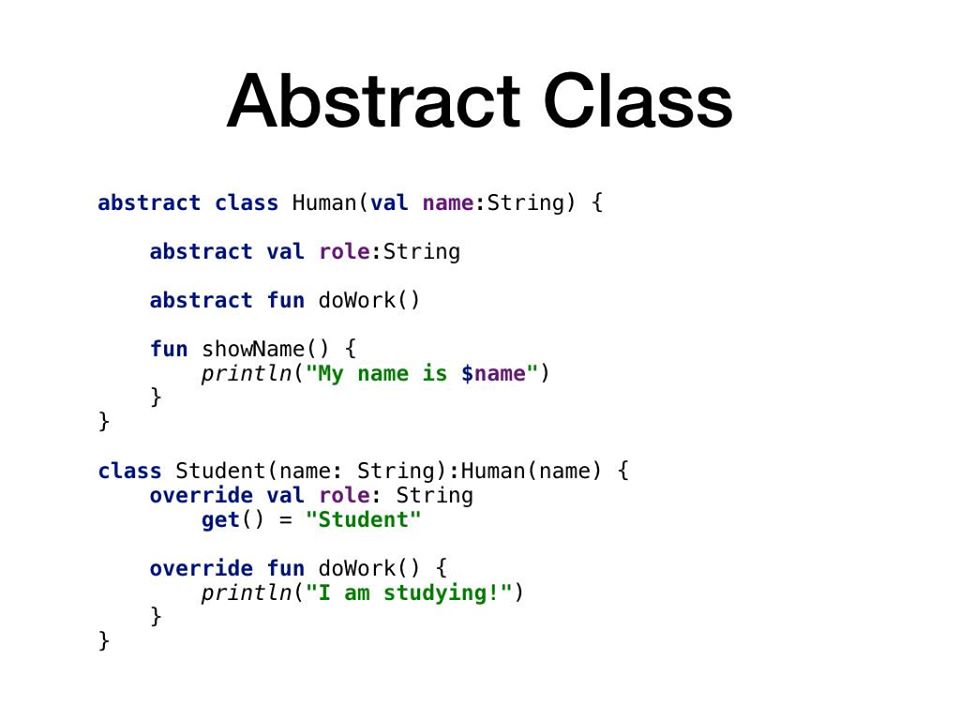 Abstract Class
abstract class Human(val name:String) {
    abstract val role:String
    abstract fun doWork()
    fun showName() {
        println("My name is $name")
    }
}
class Student(name: String):Human(name) {
    override val role: String
        get() = "Student"
    override fun doWork() {
        println("I am studying!")
    }
}